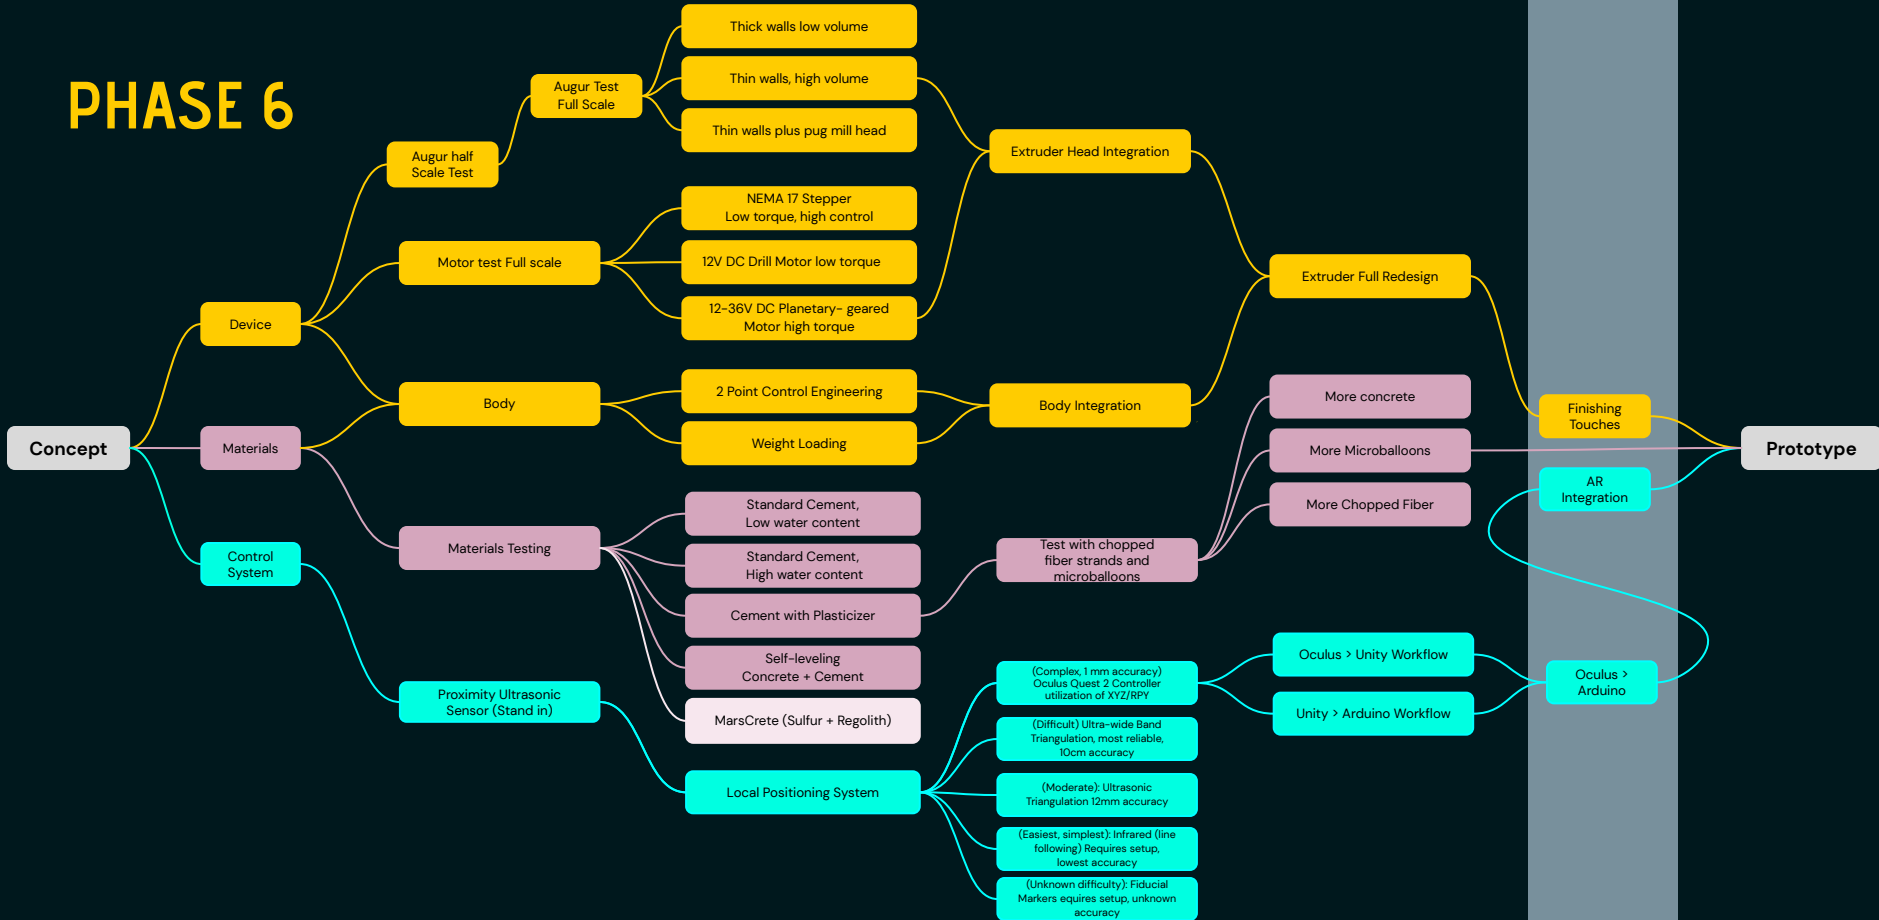 PHASE 6
Concept
Device
Materials
Control
System
Augur half
Scale Test
Augur Test
Full Scale
Thick walls low volume
Thin walls, high volume
Thin walls plus pug mill head
Motor test Full scale
NEMA 17 Stepper
Low torque, high control
12V DC Drill Motor low torque
12-36V DC Planetary- geared
Motor high torque
Extruder Head Integration
Body
2 Point Control Engineering
Weight Loading
Body Integration
Extruder Full Redesign
Finishing
Touches
Materials Testing
Standard Cement,
Low water content
Standard Cement,
High water content
Cement with Plasticizer
Self-leveling
Concrete + Cement
MarsCrete (Sulfur + Regolith)
Test with chopped
fiber strands and
microballoons
More concrete
More Microballoons
More Chopped Fiber
Proximity Ultrasonic
Sensor (Stand in)
Local Positioning System
(Complex, 1 mm accuracy)
Oculus Quest 2 Controller
utilization of XYZ/RPY
(Difficult) Ultra-wide Band
Triangulation, most reliable,
10cm accuracy
(Moderate): Ultrasonic
Triangulation 12mm accuracy
(Easiest, simplest): Infrared (line
following) Requires setup,
lowest accuracy
(Unknown difficulty): Fiducial
Markers equires setup, unknown
accuracy
Oculus > Unity Workflow
Unity > Arduino Workflow
Oculus >
Arduino
AR
Integration
Prototype